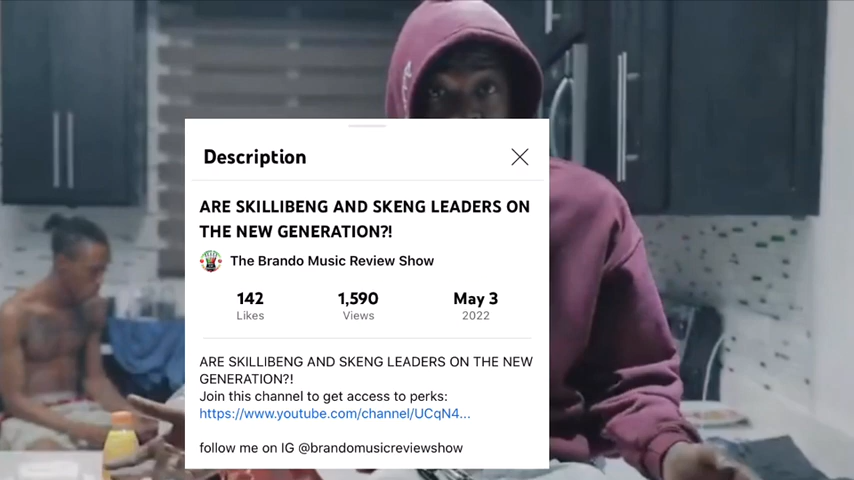 Description
ARE SKILLIBENG AND SKENG LEADERS ON
THE NEW GENERATION?!
The Brando Music Review Show
142 1,590 May 3
Likes Views 2022
ARE SKILLIBENG AND SKENG LEADERS ON THE NEW
GENERATION?!
Join this channel to get access to perks:
https://www.youtube.com/channel/UCqN4...
follow me on IG @brandomusicreviewshow